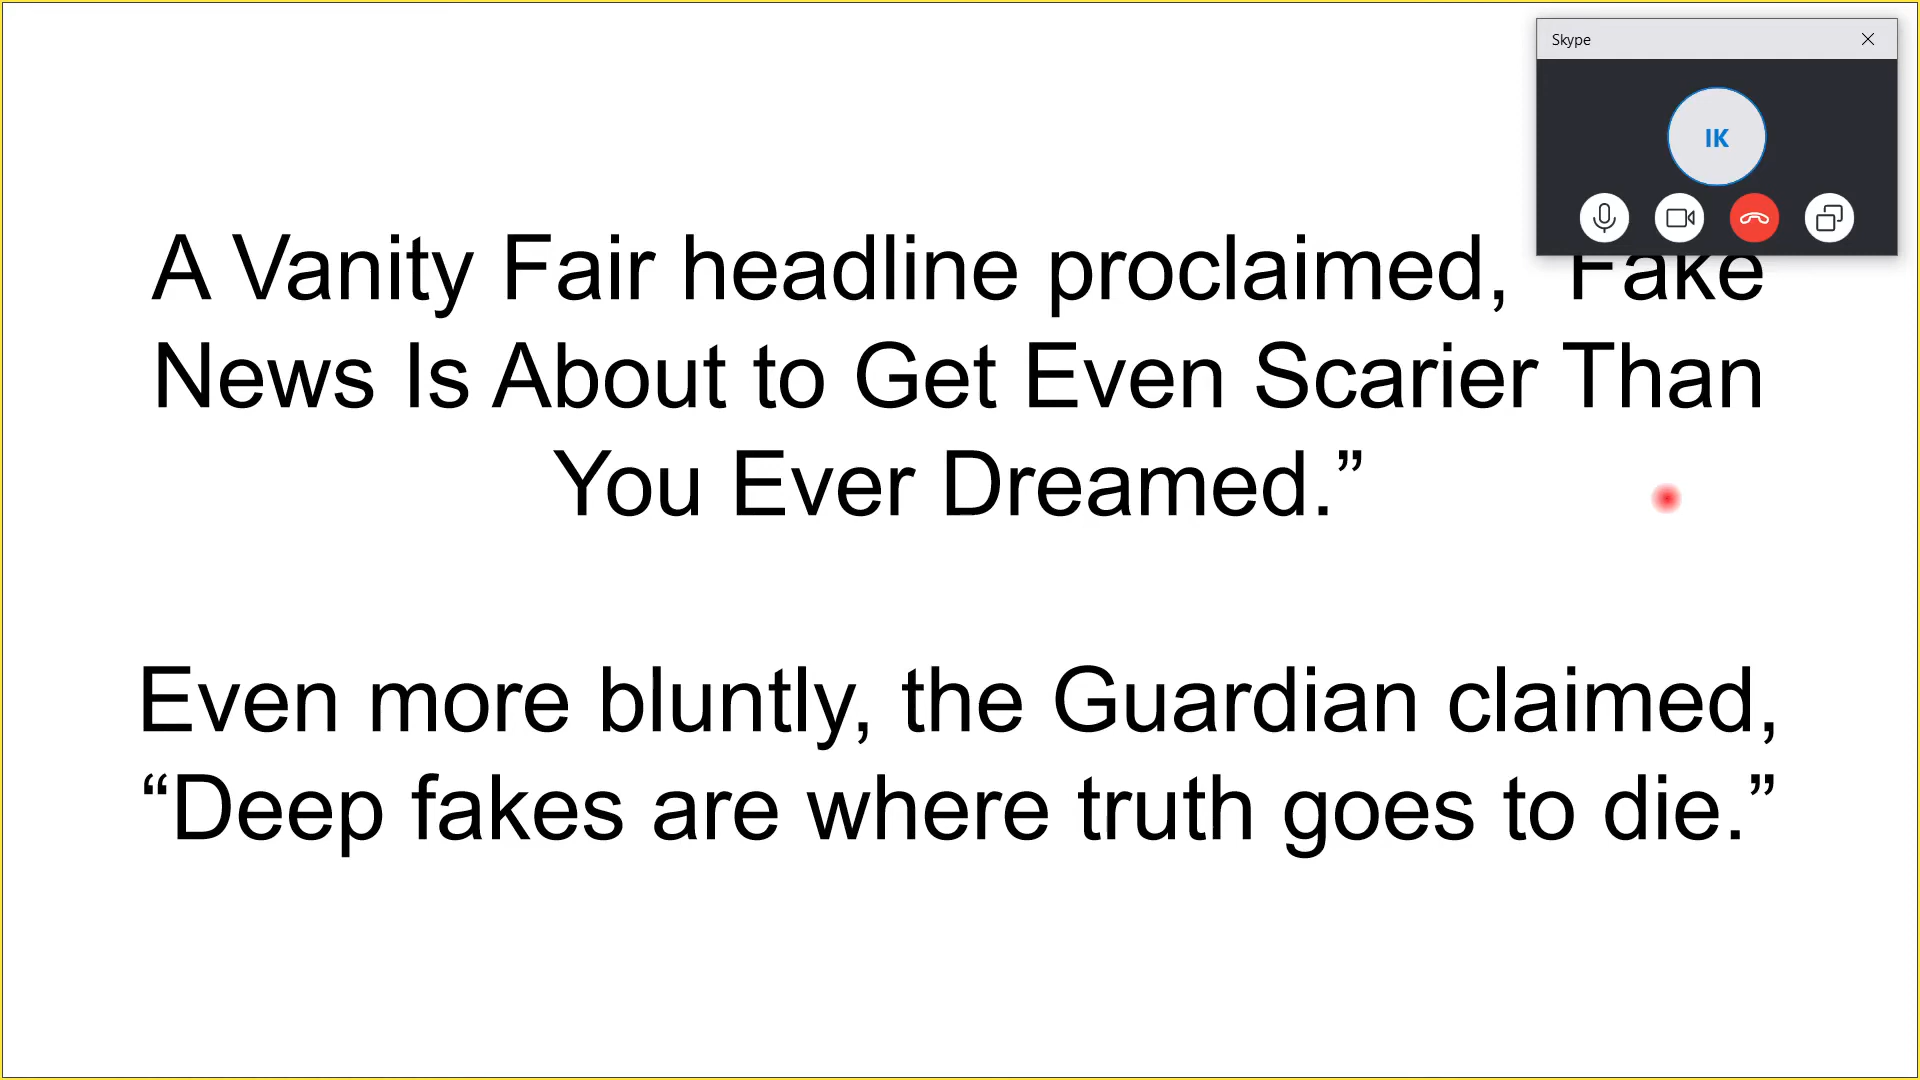 Skype
IK
A Vanity Fair headline proclaimed, Fake
News Is About to Get Even Scarier Than
You Ever Dreamed.”
Even more bluntly, the Guardian claimed,
“Deep fakes are where truth goes to die.”